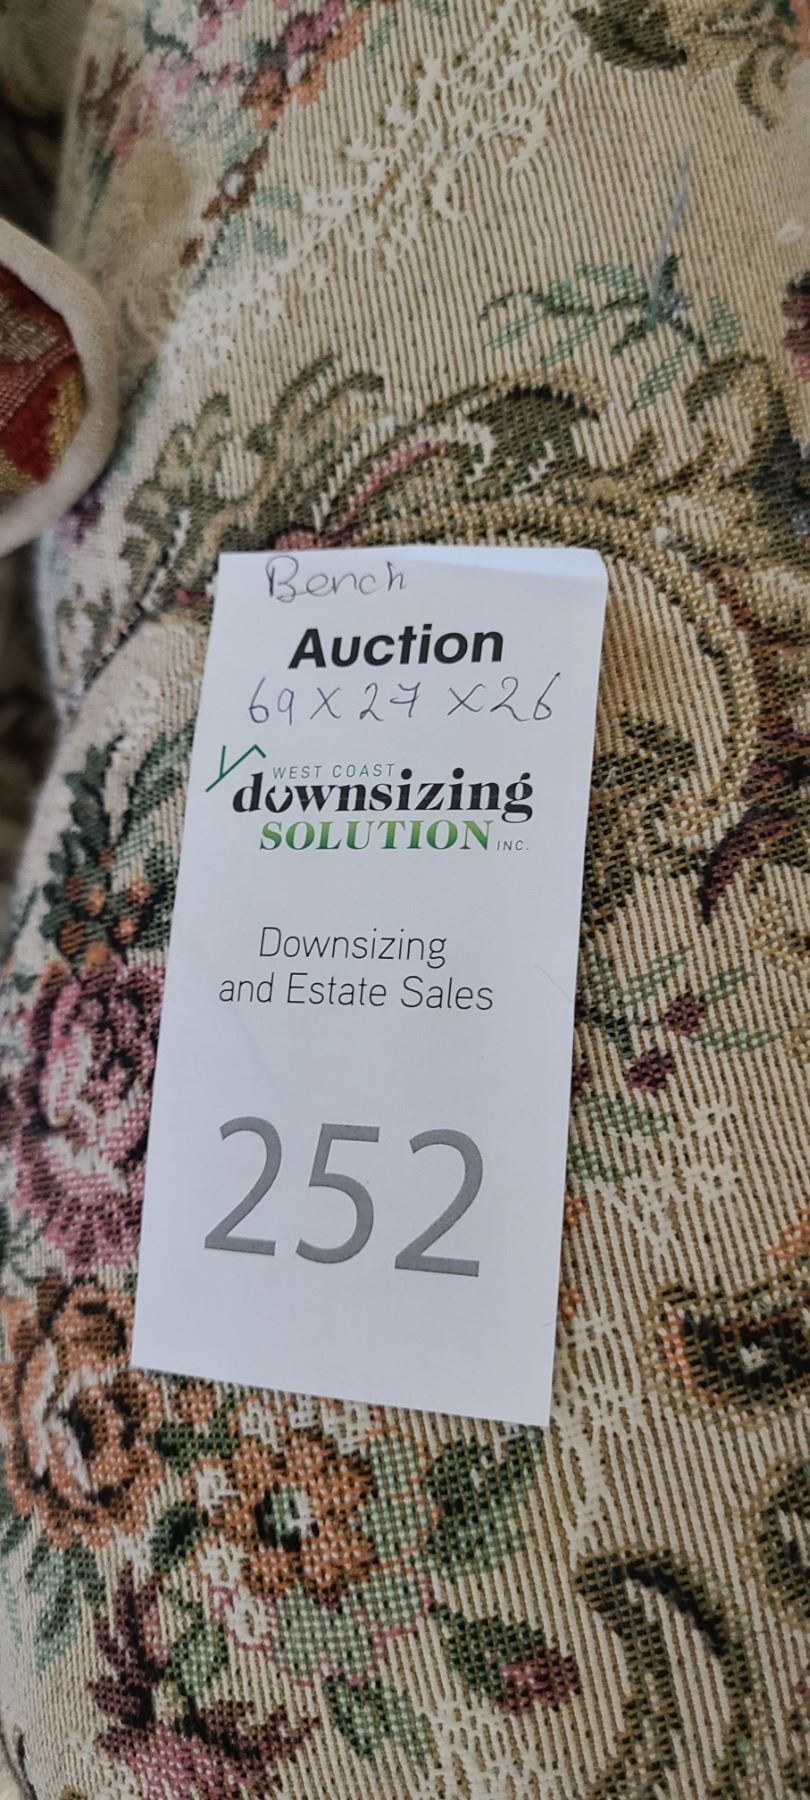 Bench
Auction
69 X 27 X 26
WEST COAST
downsizing
SOLUTION INC.
Downsizing
and Estate Sales
252